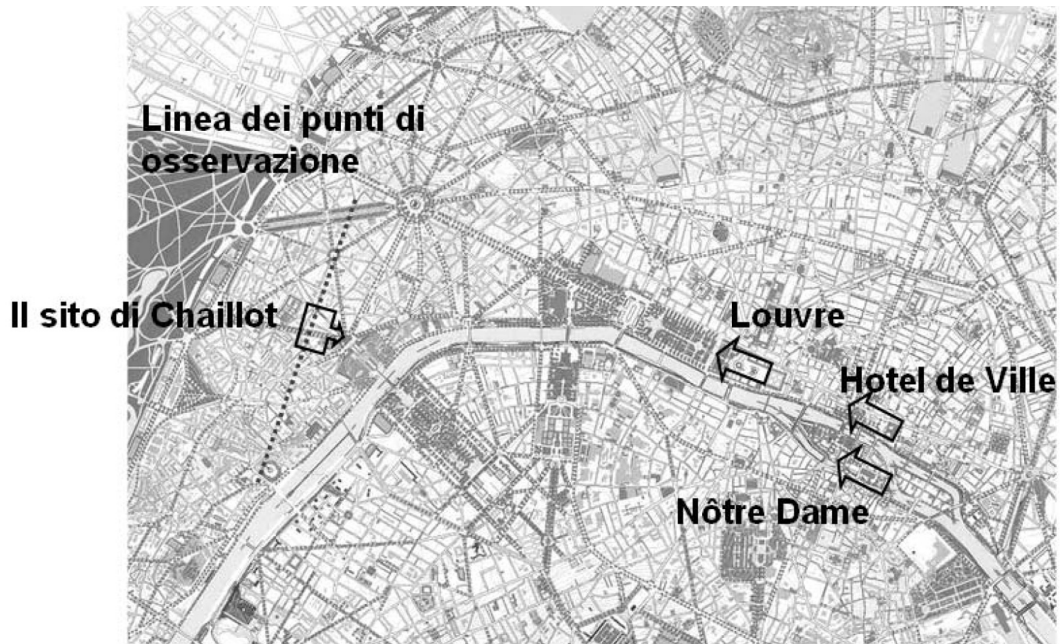 Linea dei punti di
osservazione
Il sito di Chaillot
Louvre
Hotel de Ville
Nôtre Dame